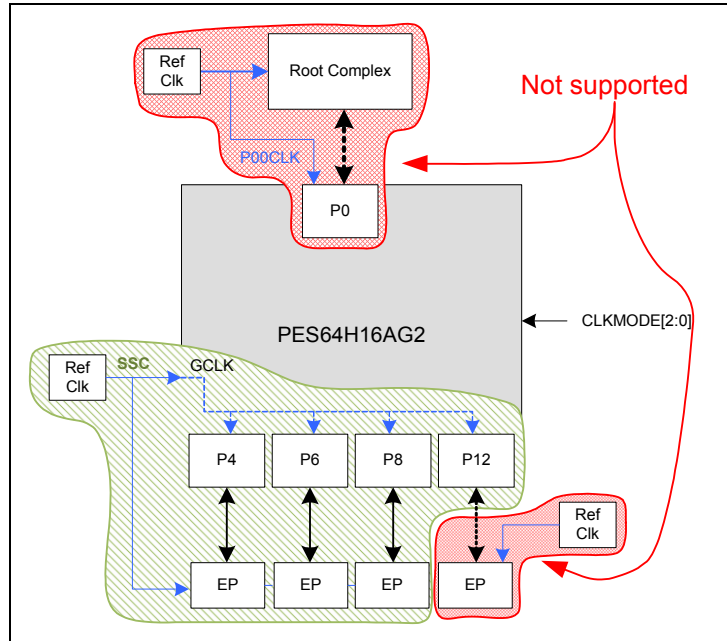 Ref
Clk
Root Complex
Not supported
P00CLK
P0
PES64H16AG2
CLKMODE[2:0]
Ref
Clk
SSC
GCLK
P4
P6
P8
P12
Ref
Clk
EP
EP
EP
EP